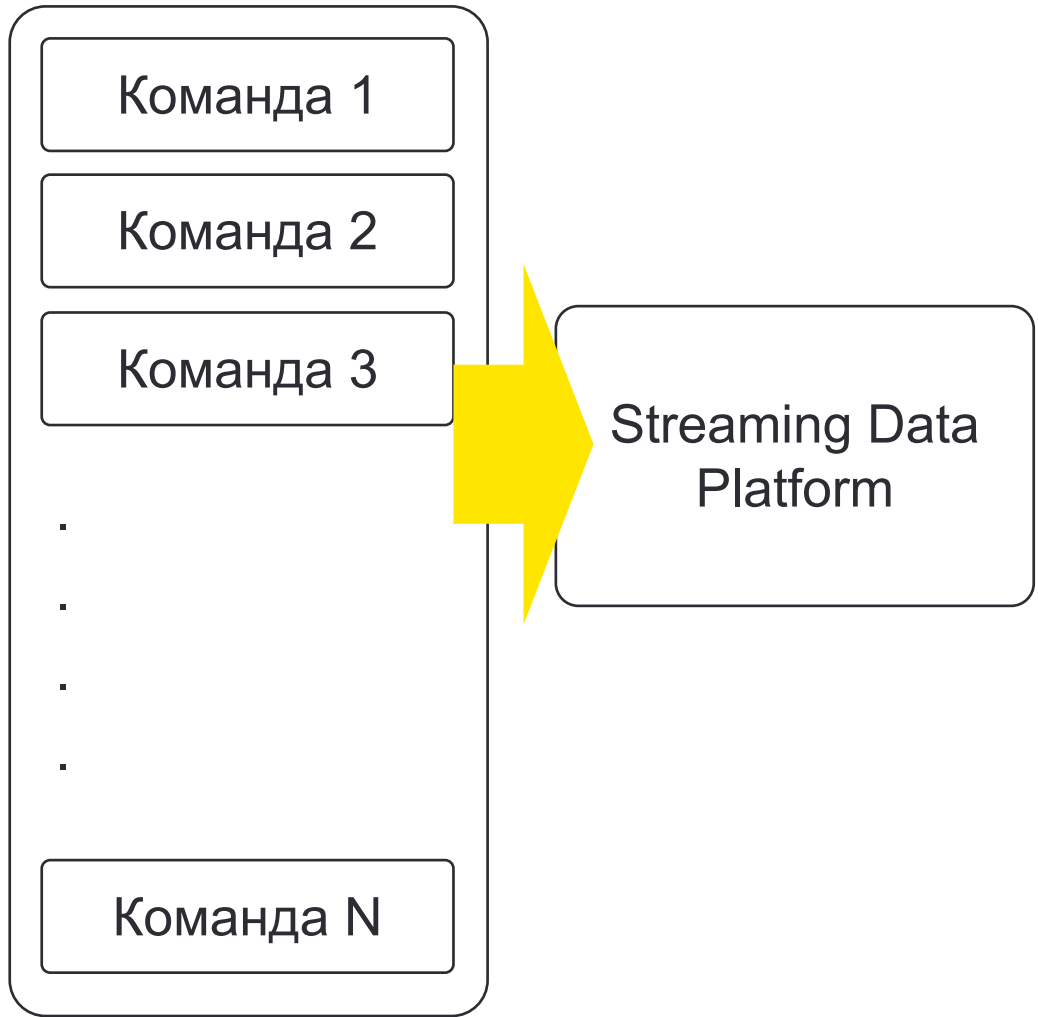 Команда 1
Команда 2
Команда 3
.
.
.
.
Команда N
Streaming Data
Platform